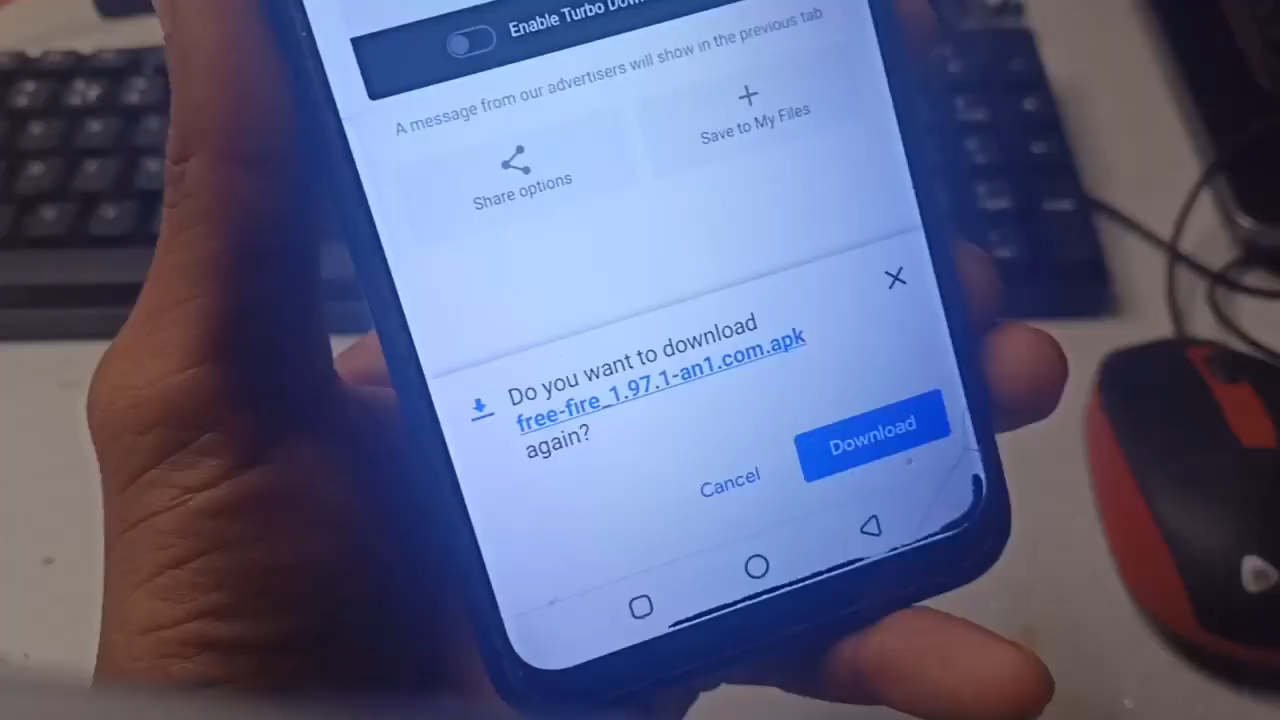 Enable Turbo
A message from our advertisers will show in the previous tab
Share options
Save to My Files
Do you want to download
free-fire_1.97.1-an1.com.apk
again?
Cancel
Download